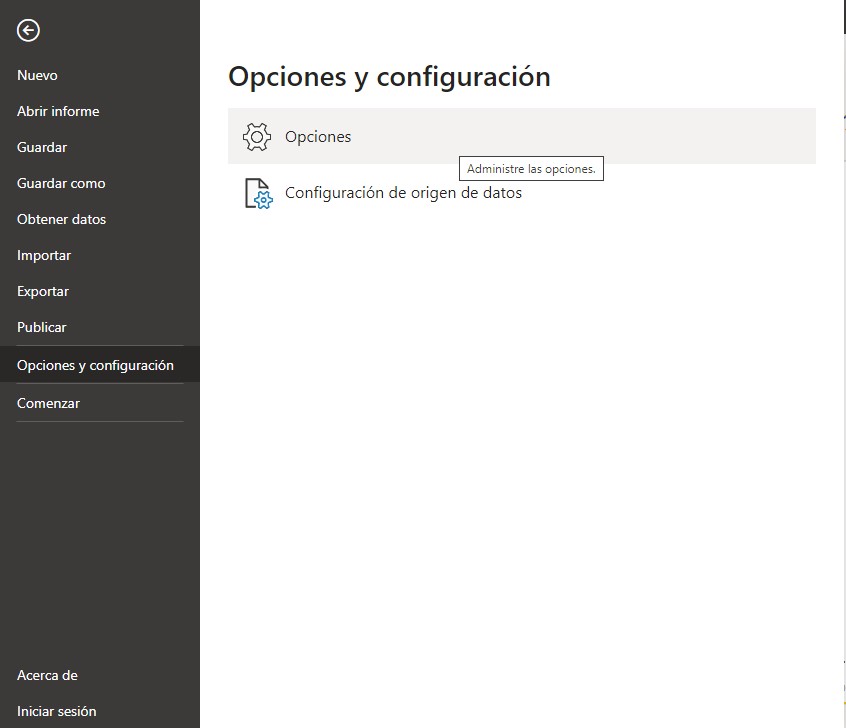 Nuevo
Abrir informe
Guardar
Guardar como
Obtener datos
Importar
Exportar
Publicar
Opciones y configuración
Comenzar
Acerca de
Iniciar sesión
Opciones y configuración
Opciones
Administre las opciones.
Configuración de origen de datos